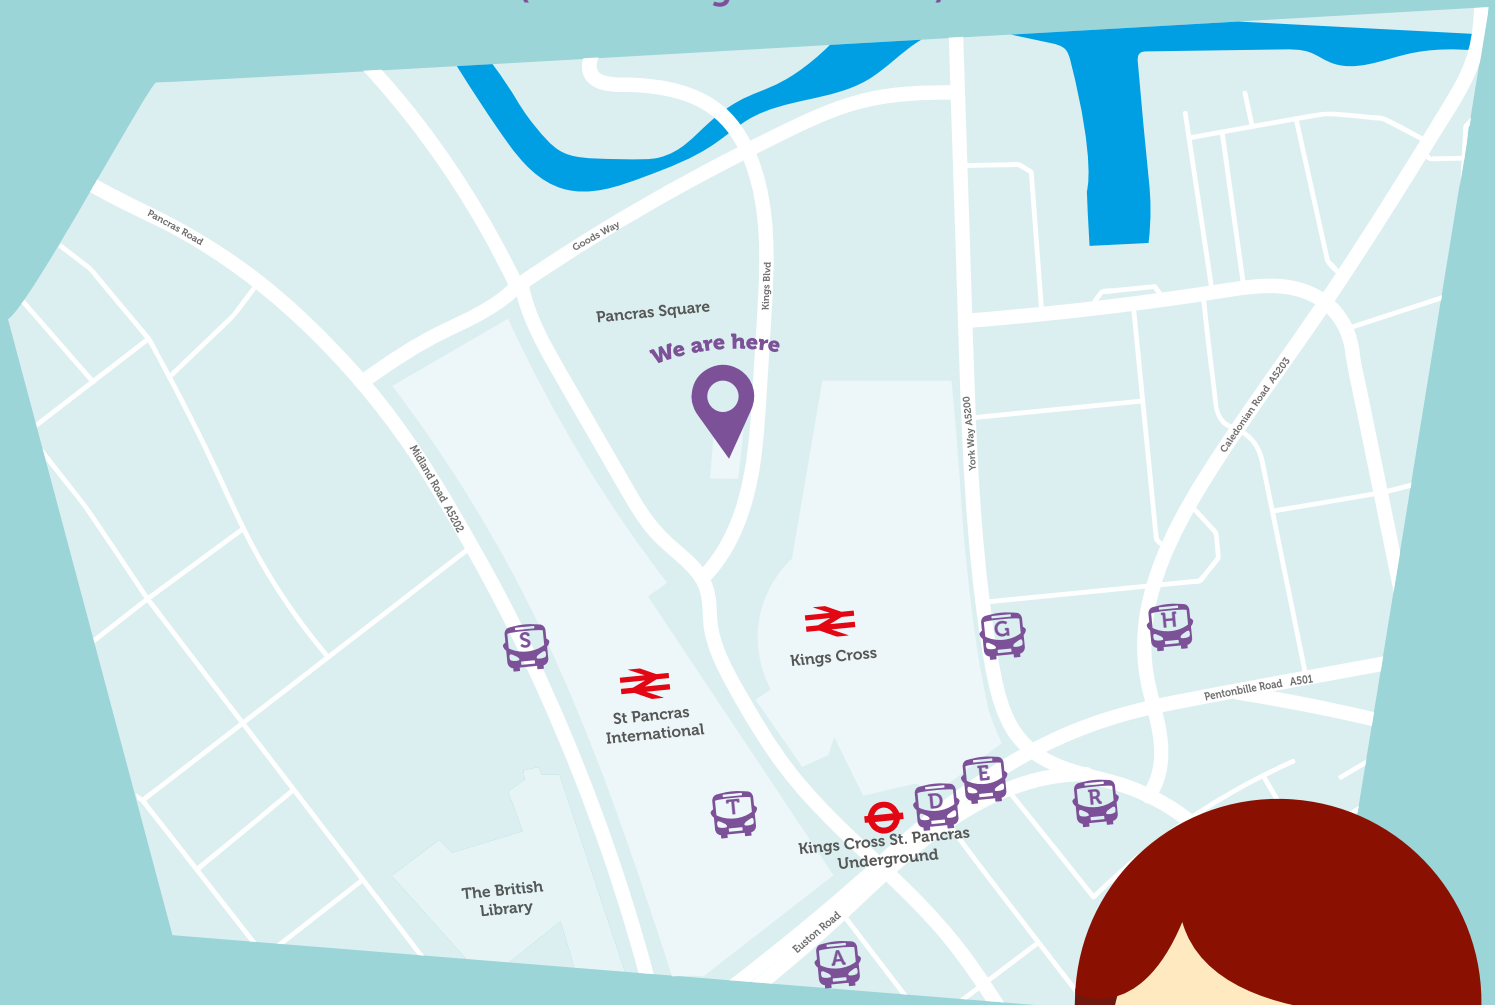 Pancras Road
Goods Way
Kings Blvd
Pancras Square
We are here
York Way A5200
Caledonian Road A5203
Midland Road A5202
S
G
H
Kings Cross
St Pancras
International
Pentonbille Road A501
T
D
E
R
Kings Cross St. Pancras
Underground
The British
Library
Euston Road
A